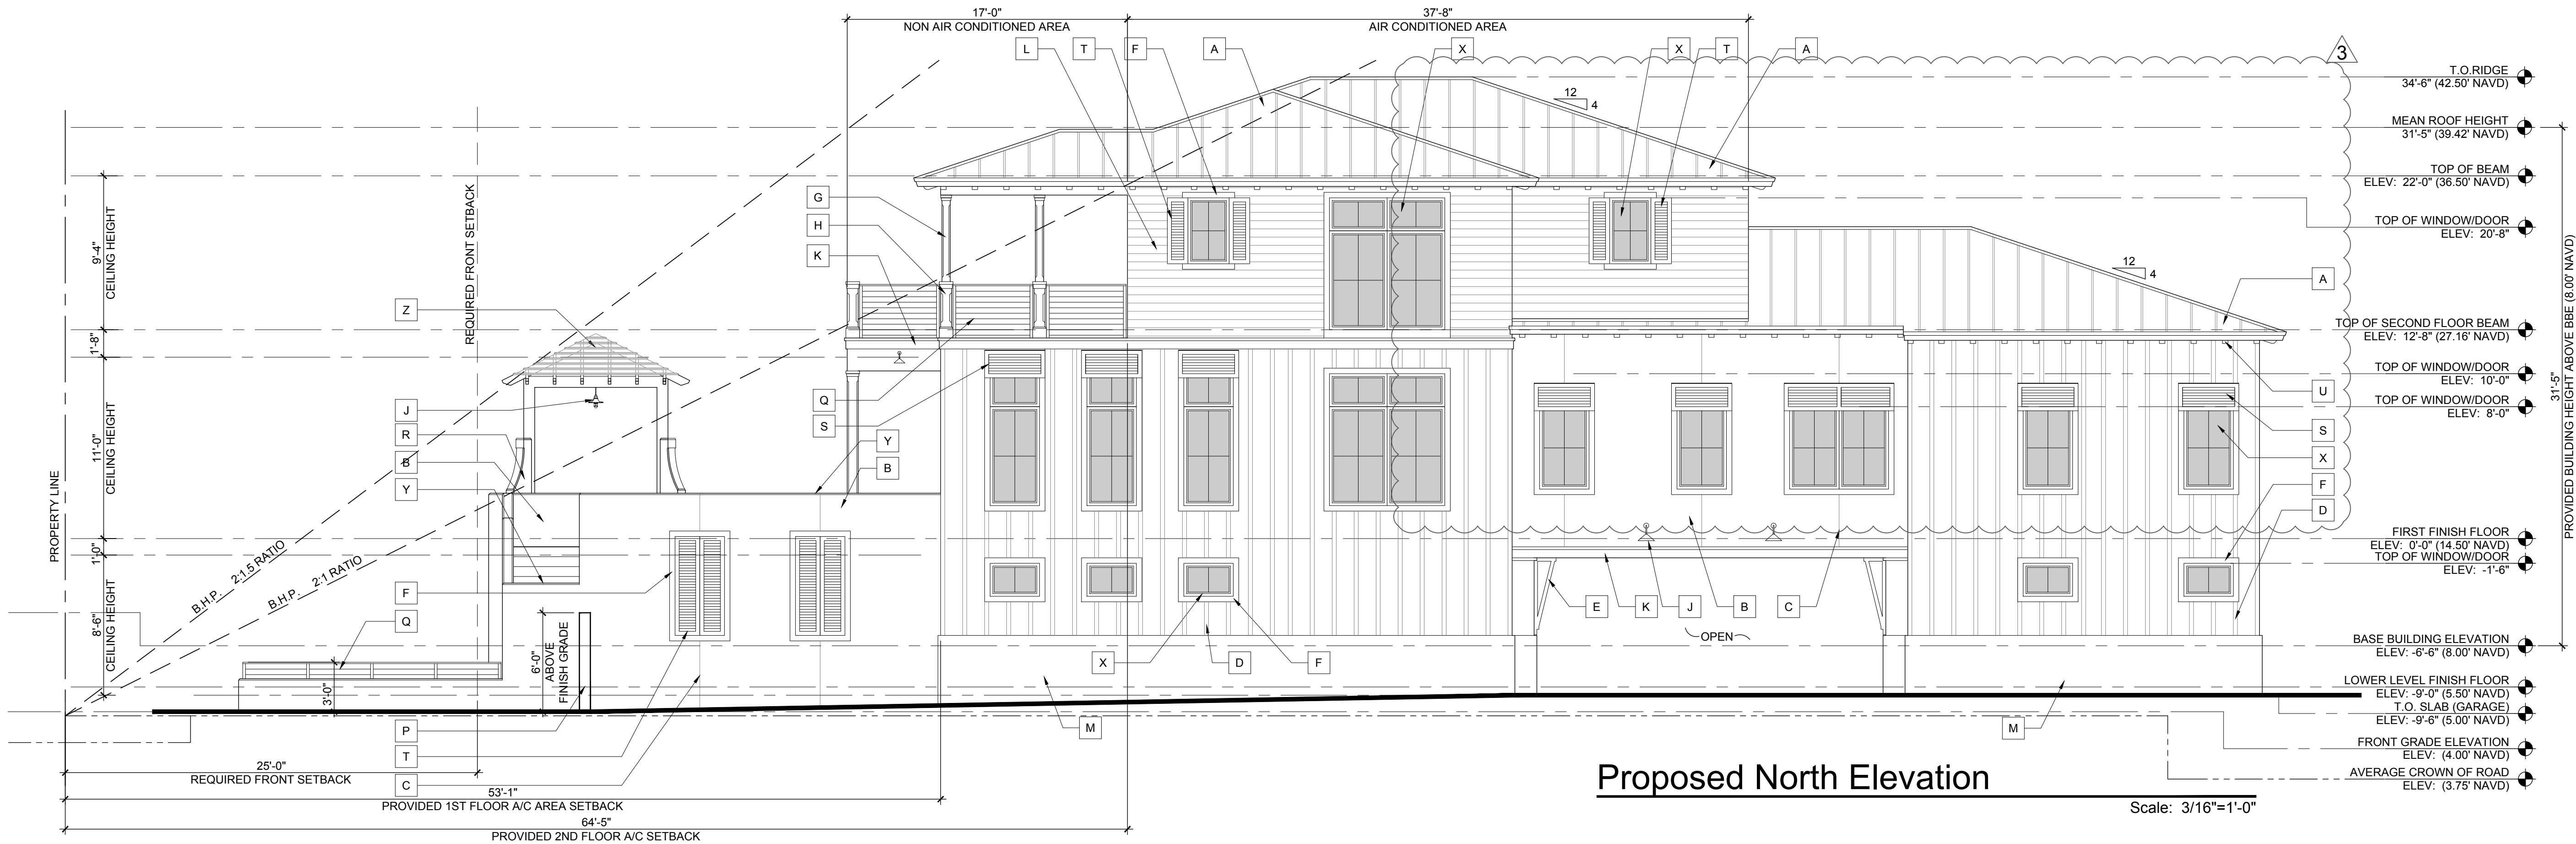 17'-0"
NON AIR CONDITIONED AREA
37'-8"
AIR CONDITIONED AREA
L
T
F
A
X
X
T
A
3
T.O.RIDGE
34'-6" (42.50' NAVD)
12
4
MEAN ROOF HEIGHT
31'-5" (39.42' NAVD)
TOP OF BEAM
ELEV: 22'-0" (36.50' NAVD)
TOP OF WINDOW/DOOR
ELEV: 20'-8"
G
H
K
9'-4"
CEILING HEIGHT
REQUIRED FRONT SETBACK
12
4
A
Z
1'-8"
TOP OF SECOND FLOOR BEAM
ELEV: 12'-8" (27.16' NAVD)
TOP OF WINDOW/DOOR
ELEV: 10'-0"
TOP OF WINDOW/DOOR
ELEV: 8'-0"
31'-5"
PROVIDED BUILDING HEIGHT ABOVE BBE (8.00' NAVD)
J
R
B
Y
Q
S
Y
B
U
S
X
F
D
11'-0"
CEILING HEIGHT
PROPERTY LINE
FIRST FINISH FLOOR
ELEV: 0'-0" (14.50' NAVD)
TOP OF WINDOW/DOOR
ELEV: -1'-6"
1'-0"
B.H.P. 2:1.5 RATIO
B.H.P. 2:1 RATIO
8'-6"
CEILING HEIGHT
F
Q
E
K
J
B
C
OPEN
3'-0"
6'-0"
ABOVE
FINISH GRADE
X
D
F
BASE BUILDING ELEVATION
ELEV: -6'-6" (8.00' NAVD)
LOWER LEVEL FINISH FLOOR
ELEV: -9'-0" (5.50' NAVD)
T.O. SLAB (GARAGE)
ELEV: -9'-6" (5.00' NAVD)
P
T
C
M
M
FRONT GRADE ELEVATION
ELEV: (4.00' NAVD)
AVERAGE CROWN OF ROAD
ELEV: (3.75' NAVD)
25'-0"
REQUIRED FRONT SETBACK
53'-1"
PROVIDED 1ST FLOOR A/C AREA SETBACK
64'-5"
PROVIDED 2ND FLOOR A/C SETBACK
Proposed North Elevation
Scale: 3/16"=1'-0"